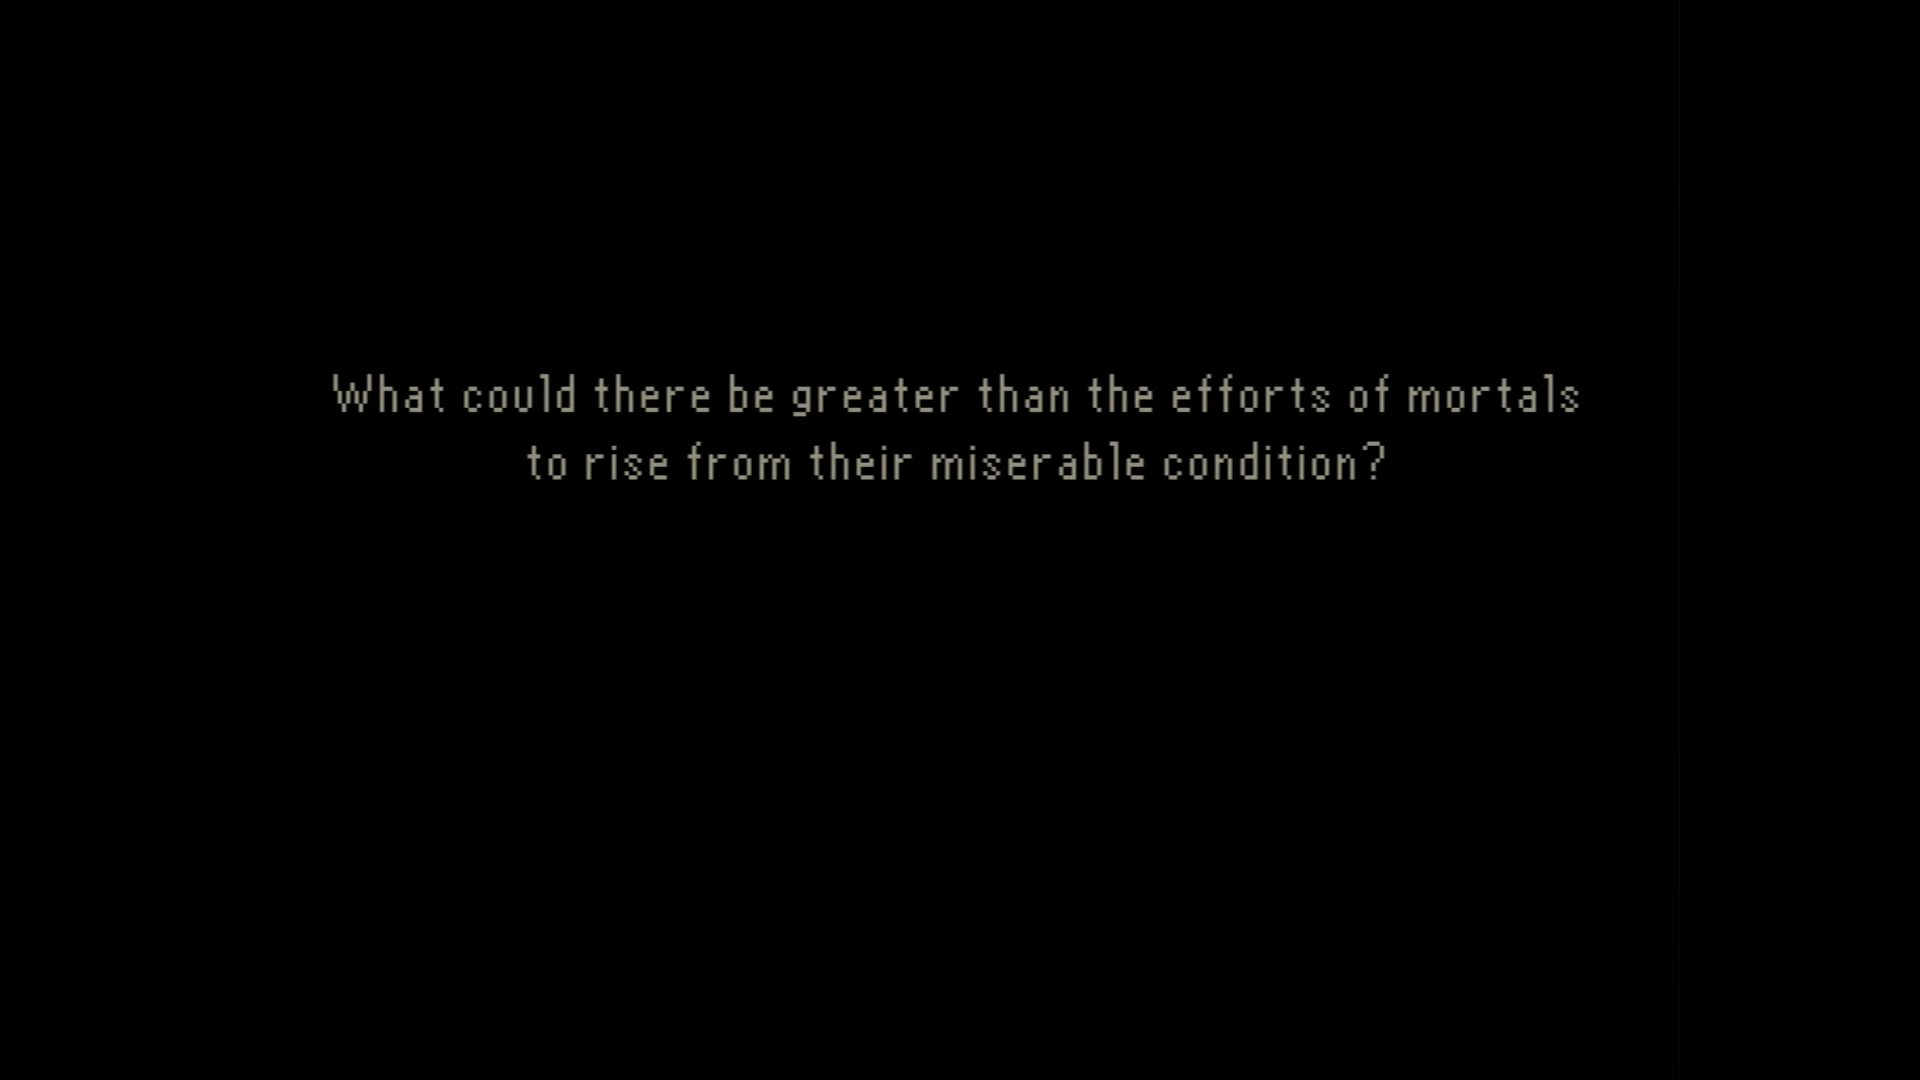 What could there be greater than the efforts of mortals
to rise from their miserable condition?